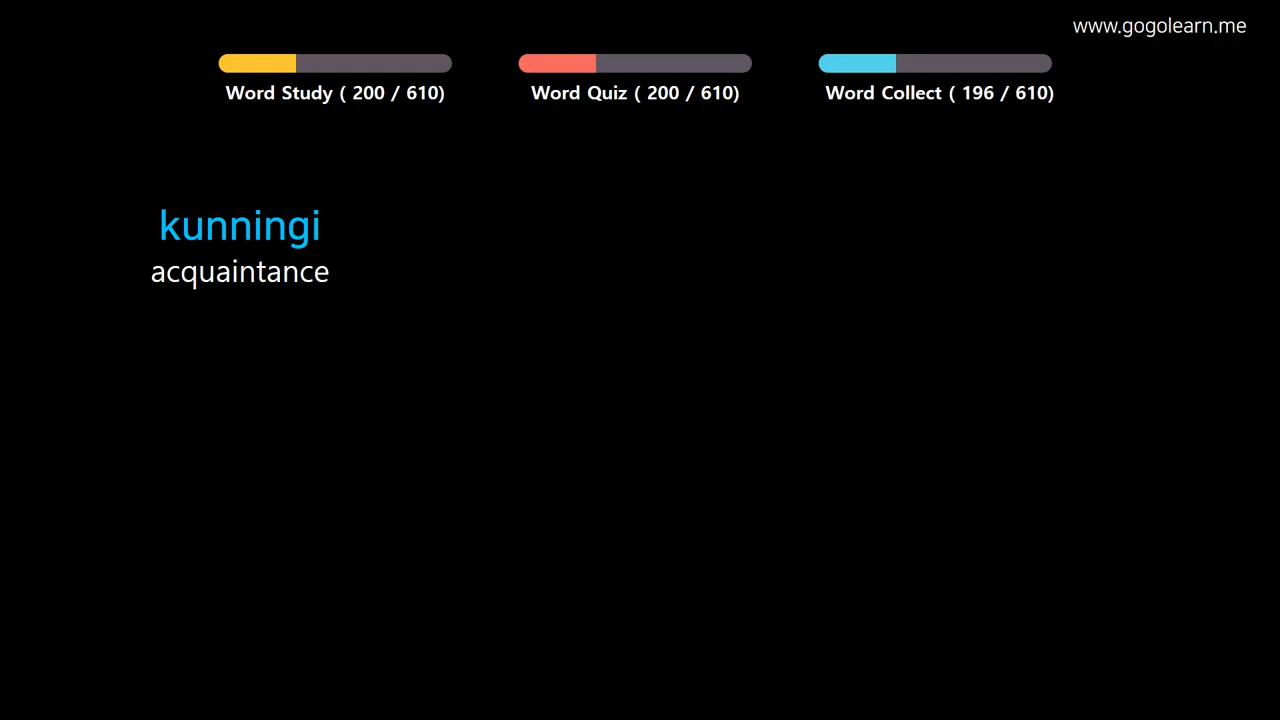 www.gogolearn.me
Word Study ( 200 / 610)
Word Quiz ( 200 / 610)
Word Collect ( 196 / 610)
kunningi
acquaintance